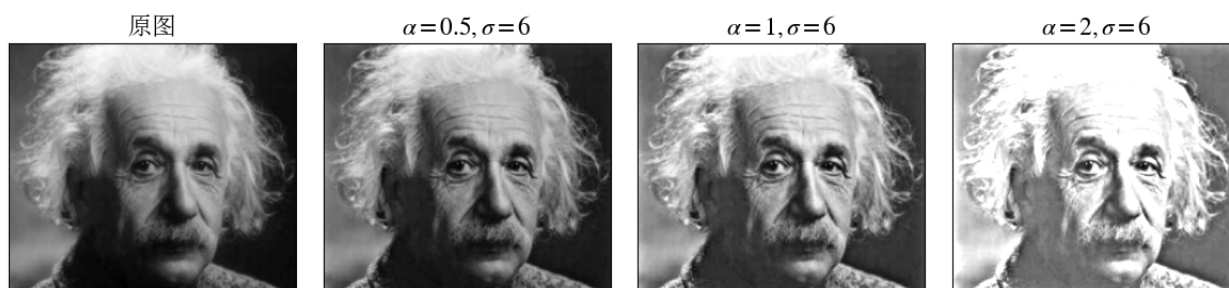 原图
α=0.5, σ=6
α=1, σ=6
α=2, σ=6